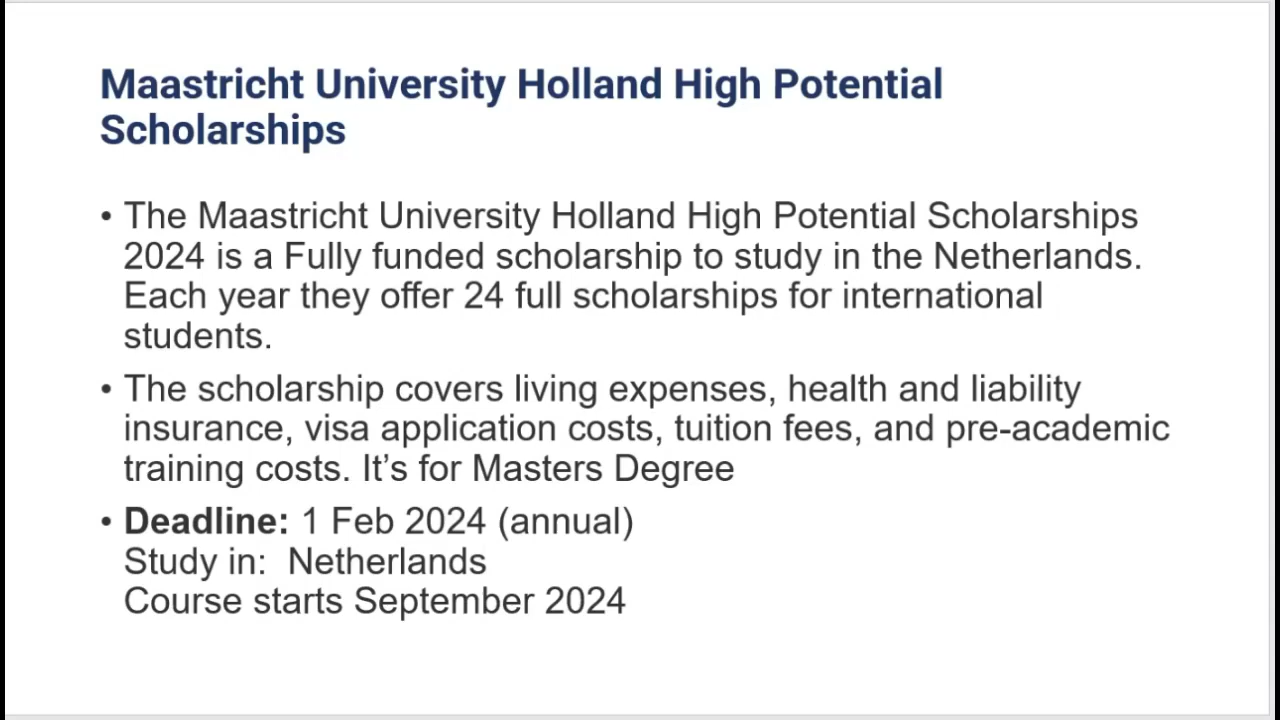 Maastricht University Holland High Potential
Scholarships
• The Maastricht University Holland High Potential Scholarships
2024 is a Fully funded scholarship to study in the Netherlands.
Each year they offer 24 full scholarships for international
students.
• The scholarship covers living expenses, health and liability
insurance, visa application costs, tuition fees, and pre-academic
training costs. It’s for Masters Degree
• Deadline: 1 Feb 2024 (annual)
Study in:  Netherlands
Course starts September 2024